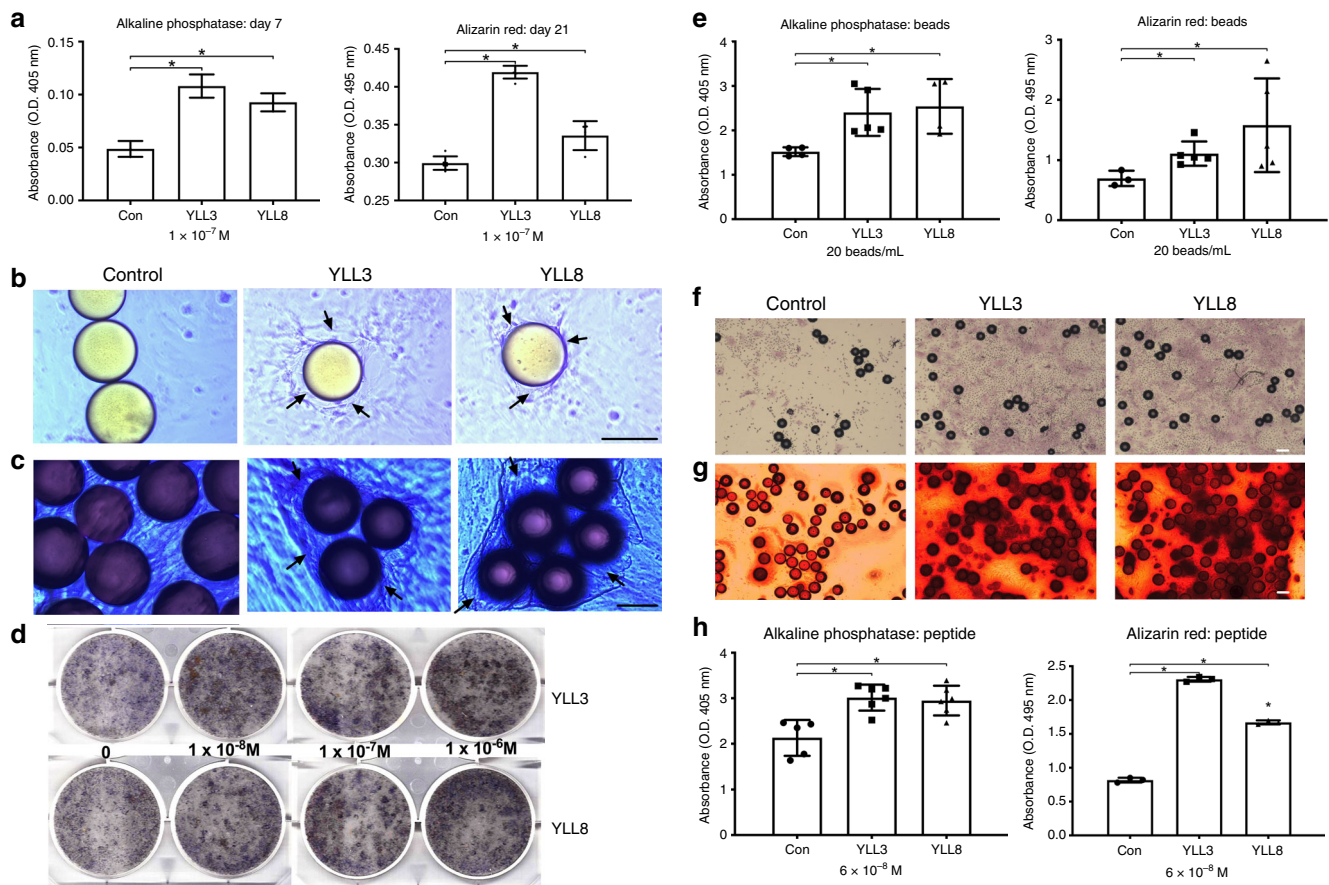 a
Alkaline phosphatase: day 7
Absorbance (O.D. 405 nm)
0.15
0.10
0.05
0.00
*
*
Con
YLL3
YLL8
1 × 10⁻⁷ M
Alizarin red: day 21
Absorbance (O.D. 495 nm)
0.45
0.40
0.35
0.30
0.25
*
*
Con
YLL3
YLL8
1 × 10⁻⁷ M
b
Control
YLL3
YLL8
c
d
YLL3
0
1 x 10⁻⁸M
1 x 10⁻⁷M
1 x 10⁻⁶M
YLL8
e
Alkaline phosphatase: beads
Absorbance (O.D. 405 nm)
4
3
2
1
0
*
*
Con
YLL3
YLL8
20 beads/mL
Alizarin red: beads
Absorbance (O.D. 495 nm)
3
2
1
0
*
*
Con
YLL3
YLL8
20 beads/mL
f
Control
YLL3
YLL8
g
h
Alkaline phosphatase: peptide
Absorbance (O.D. 405 nm)
4
3
2
1
0
*
*
Con
YLL3
YLL8
6 × 10⁻⁸ M
Alizarin red: peptide
Absorbance (O.D. 495 nm)
2.5
2.0
1.5
1.0
0.5
0.0
*
*
*
Con
YLL3
YLL8
6 × 10⁻⁸ M